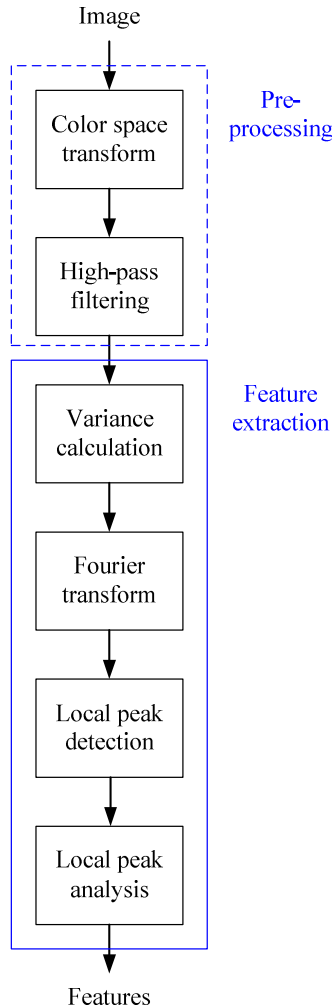 Image
Pre-
processing
Color space
transform
High-pass
filtering
Feature
extraction
Variance
calculation
Fourier
transform
Local peak
detection
Local peak
analysis
Features